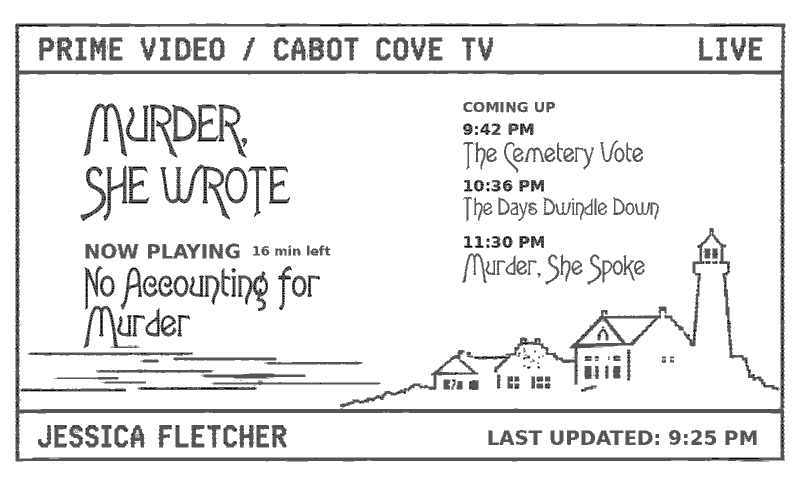 PRIME VIDEO / CABOT COVE TV
LIVE
MURDER,
SHE WROTE
NOW PLAYING 16 min left
No Accounting for
Murder
COMING UP
9:42 PM
The Cemetery Vote
10:36 PM
The Days Dwindle Down
11:30 PM
Murder, She Spoke
JESSICA FLETCHER
LAST UPDATED: 9:25 PM